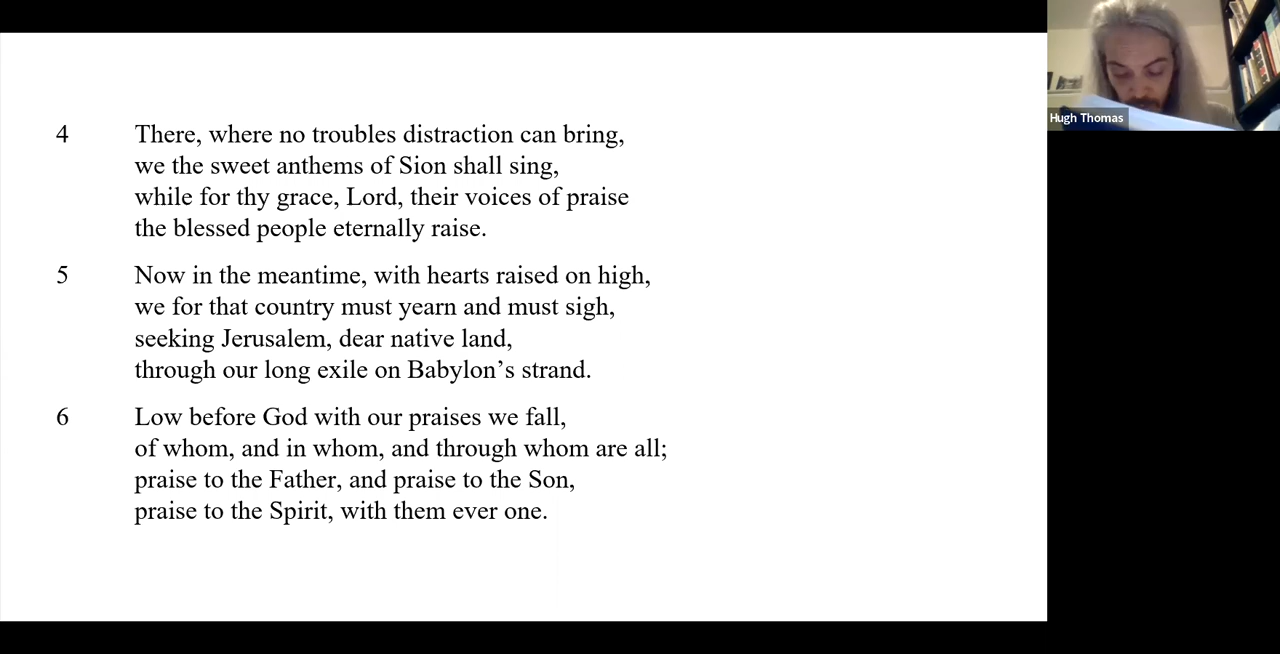 4 There, where no troubles distraction can bring,
we the sweet anthems of Sion shall sing,
while for thy grace, Lord, their voices of praise
the blessed people eternally raise.
5 Now in the meantime, with hearts raised on high,
we for that country must yearn and must sigh,
seeking Jerusalem, dear native land,
through our long exile on Babylon’s strand.
6 Low before God with our praises we fall,
of whom, and in whom, and through whom are all;
praise to the Father, and praise to the Son,
praise to the Spirit, with them ever one.
Hugh Thomas